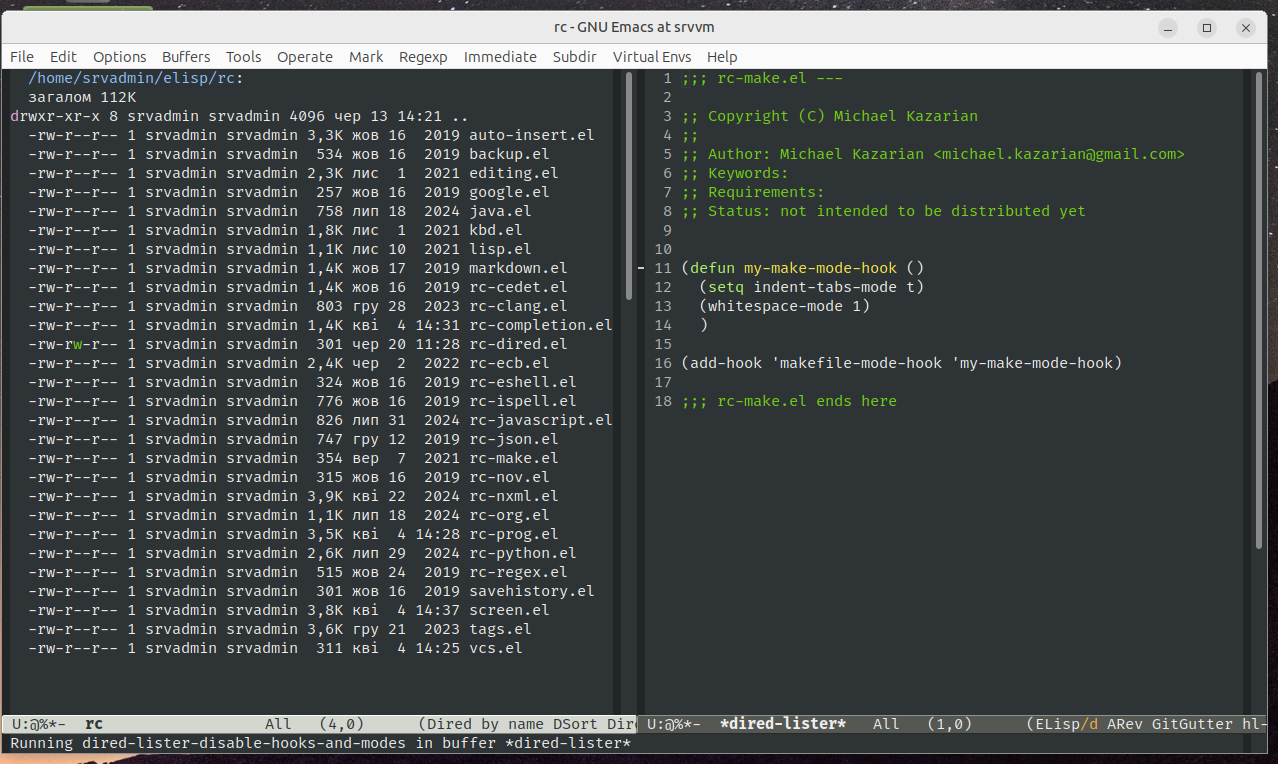 rc - GNU Emacs at srvvm
File Edit Options Buffers Tools Operate Mark Regexp Immediate Subdir Virtual Envs Help
/home/srvadmin/elisp/rc:
загалом 112K
drwxr-xr-x 8 srvadmin srvadmin 4096 чер 13 14:21 ..
-rw-r--r-- 1 srvadmin srvadmin 3,3K жов 16  2019 auto-insert.el
-rw-r--r-- 1 srvadmin srvadmin  534 жов 16  2019 backup.el
-rw-r--r-- 1 srvadmin srvadmin 2,3K лис  1  2021 editing.el
-rw-r--r-- 1 srvadmin srvadmin  257 жов 16  2019 google.el
-rw-r--r-- 1 srvadmin srvadmin  758 лип 18  2024 java.el
-rw-r--r-- 1 srvadmin srvadmin 1,8K лис  1  2021 kbd.el
-rw-r--r-- 1 srvadmin srvadmin 1,1K лис 10  2021 lisp.el
-rw-r--r-- 1 srvadmin srvadmin 1,4K жов 17  2019 markdown.el
-rw-r--r-- 1 srvadmin srvadmin 1,4K жов 16  2019 rc-cedet.el
-rw-r--r-- 1 srvadmin srvadmin  803 гру 28  2023 rc-clang.el
-rw-r--r-- 1 srvadmin srvadmin 1,4K кві  4 14:31 rc-completion.el
-rw-rw-r-- 1 srvadmin srvadmin  301 чер 20 11:28 rc-dired.el
-rw-r--r-- 1 srvadmin srvadmin 2,4K чер  2  2022 rc-ecb.el
-rw-r--r-- 1 srvadmin srvadmin  324 жов 16  2019 rc-eshell.el
-rw-r--r-- 1 srvadmin srvadmin  776 жов 16  2019 rc-ispell.el
-rw-r--r-- 1 srvadmin srvadmin  826 лип 31  2024 rc-javascript.el
-rw-r--r-- 1 srvadmin srvadmin  747 гру 12  2019 rc-json.el
-rw-r--r-- 1 srvadmin srvadmin  354 вер  7  2021 rc-make.el
-rw-r--r-- 1 srvadmin srvadmin  315 жов 16  2019 rc-nov.el
-rw-r--r-- 1 srvadmin srvadmin 3,9K кві 22  2024 rc-nxml.el
-rw-r--r-- 1 srvadmin srvadmin 1,1K лип 18  2024 rc-org.el
-rw-r--r-- 1 srvadmin srvadmin 3,5K кві  4 14:28 rc-prog.el
-rw-r--r-- 1 srvadmin srvadmin 2,6K лип 29  2024 rc-python.el
-rw-r--r-- 1 srvadmin srvadmin  515 жов 24  2019 rc-regex.el
-rw-r--r-- 1 srvadmin srvadmin  301 жов 16  2019 savehistory.el
-rw-r--r-- 1 srvadmin srvadmin 3,8K кві  4 14:37 screen.el
-rw-r--r-- 1 srvadmin srvadmin 3,6K гру 21  2023 tags.el
-rw-r--r-- 1 srvadmin srvadmin  311 кві  4 14:25 vcs.el
U:@%*-  rc All (4,0) (Dired by name DSort Dir
1 ;;; rc-make.el ---
2
3 ;; Copyright (C) Michael Kazarian
4 ;;
5 ;; Author: Michael Kazarian <michael.kazarian@gmail.com>
6 ;; Keywords:
7 ;; Requirements:
8 ;; Status: not intended to be distributed yet
9
10
11 (defun my-make-mode-hook ()
12   (setq indent-tabs-mode t)
13   (whitespace-mode 1)
14   )
15
16 (add-hook 'makefile-mode-hook 'my-make-mode-hook)
17
18 ;;; rc-make.el ends here
U:@%*-  *dired-lister* All (1,0) (ELisp/d ARev GitGutter hl-
Running dired-lister-disable-hooks-and-modes in buffer *dired-lister*